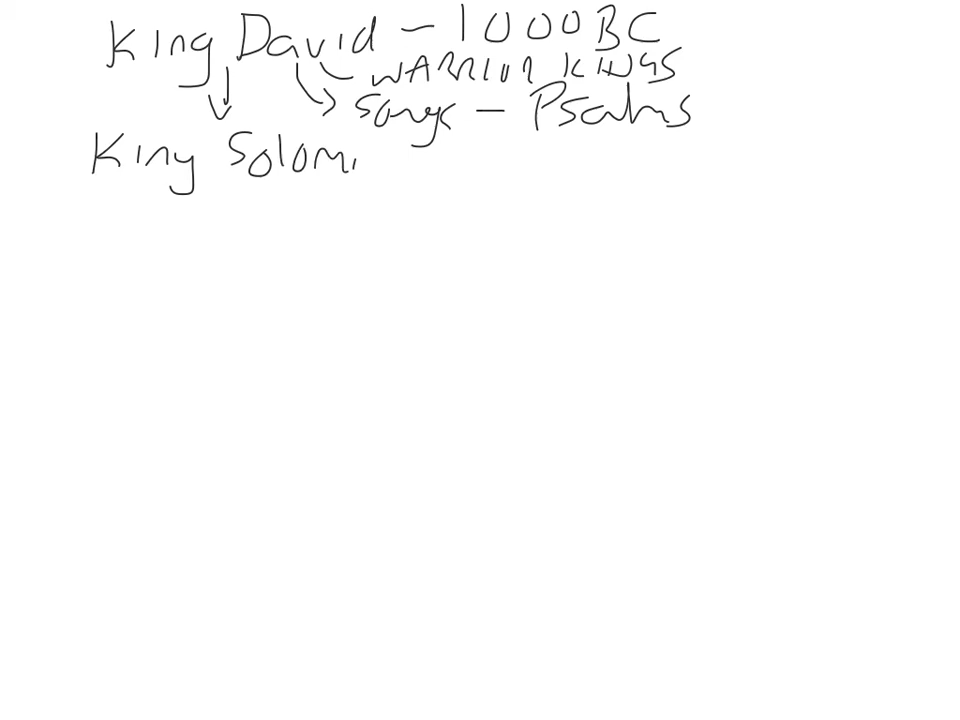 King David - 1000BC
WARRIOR KINGS
Songs - Psalms
King Solom